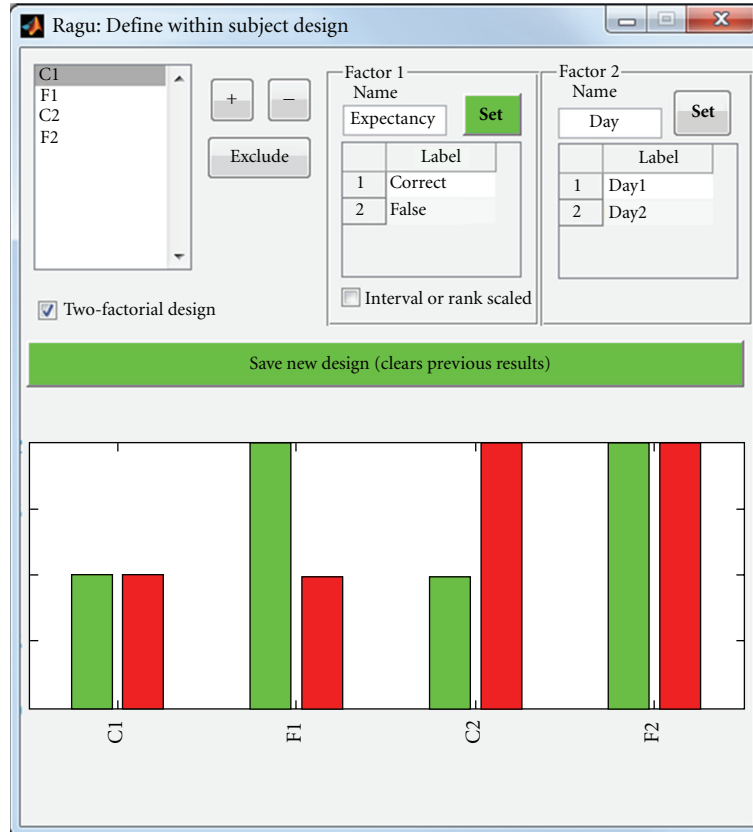 Ragu: Define within subject design
C1
F1
C2
F2
+ −
Exclude
Two-factorial design
Factor 1
Name
Expectancy
Set
Label
1 Correct
2 False
Interval or rank scaled
Factor 2
Name
Day
Set
Label
1 Day1
2 Day2
Save new design (clears previous results)
C1
F1
C2
F2